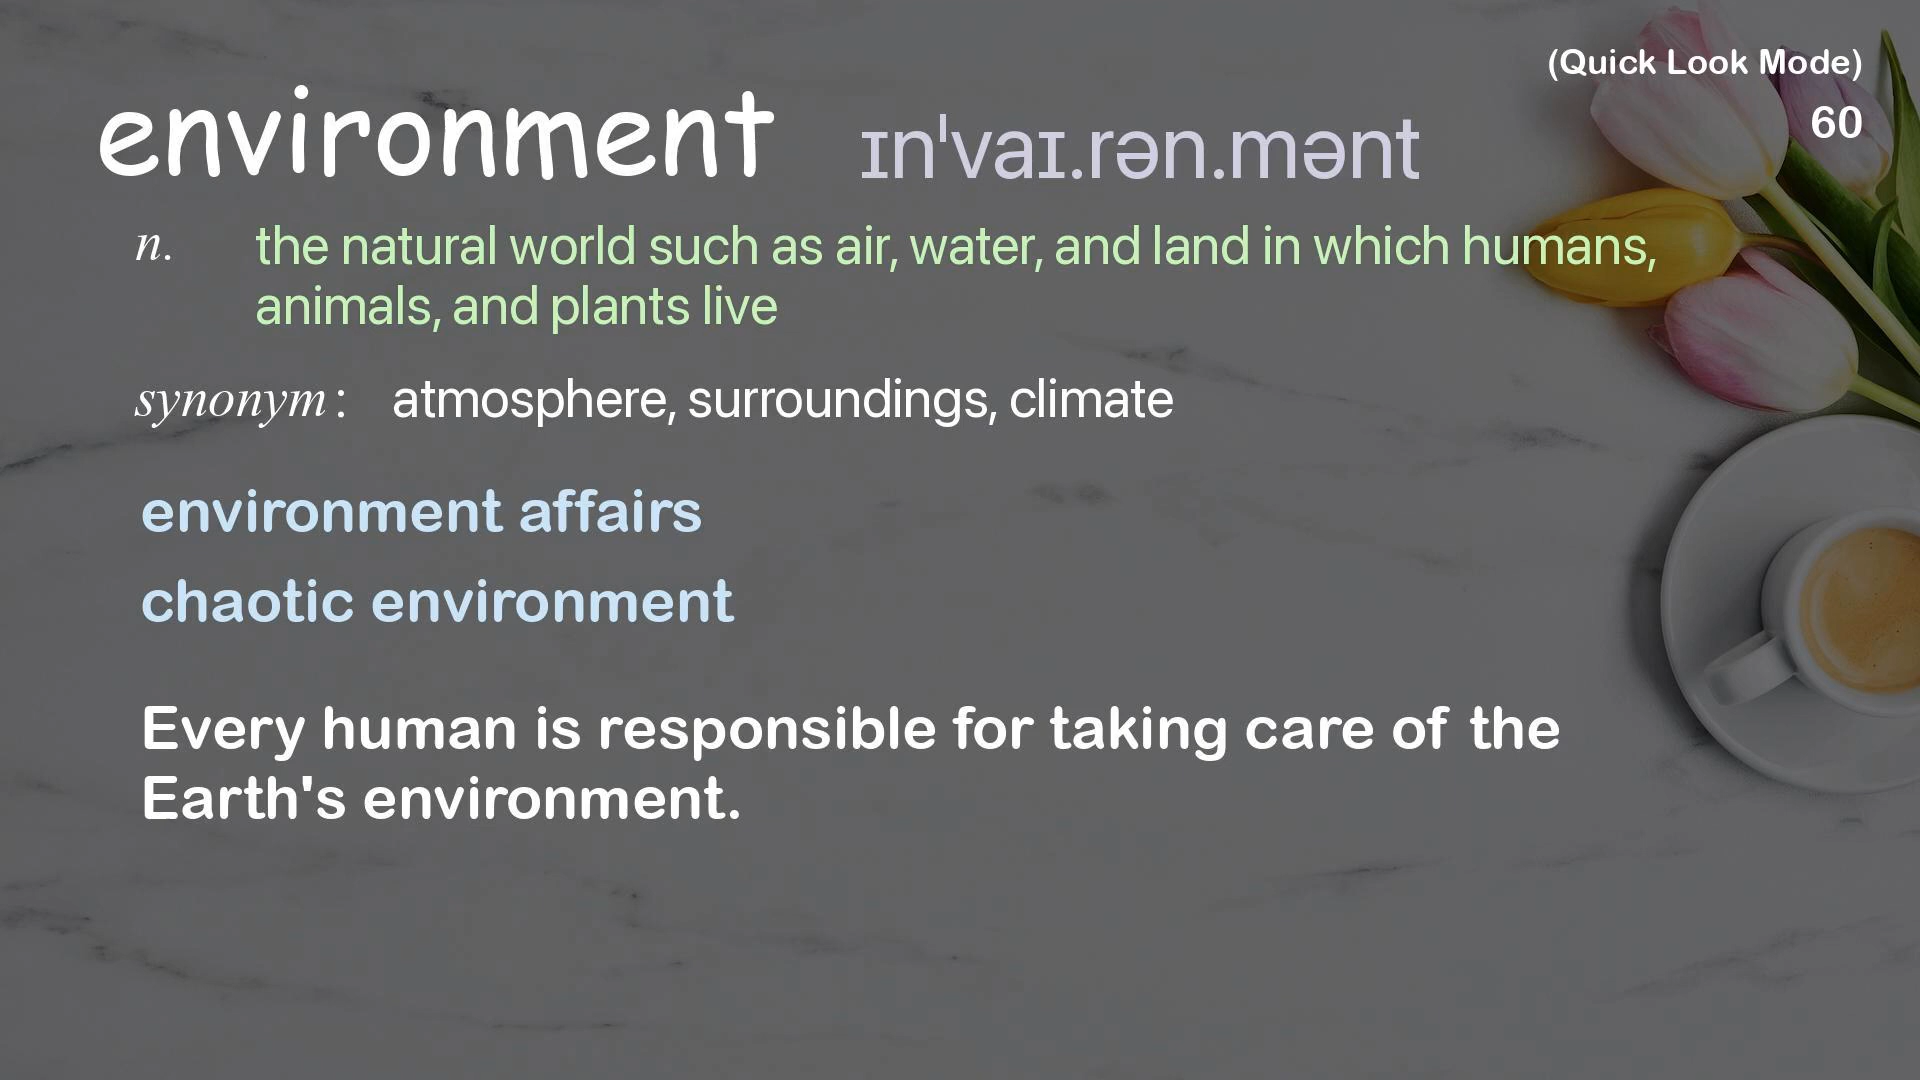 (Quick Look Mode)
environment ɪnˈvaɪ.rən.mənt 60
n. the natural world such as air, water, and land in which humans,
animals, and plants live
synonym : atmosphere, surroundings, climate
environment affairs
chaotic environment
Every human is responsible for taking care of the
Earth's environment.